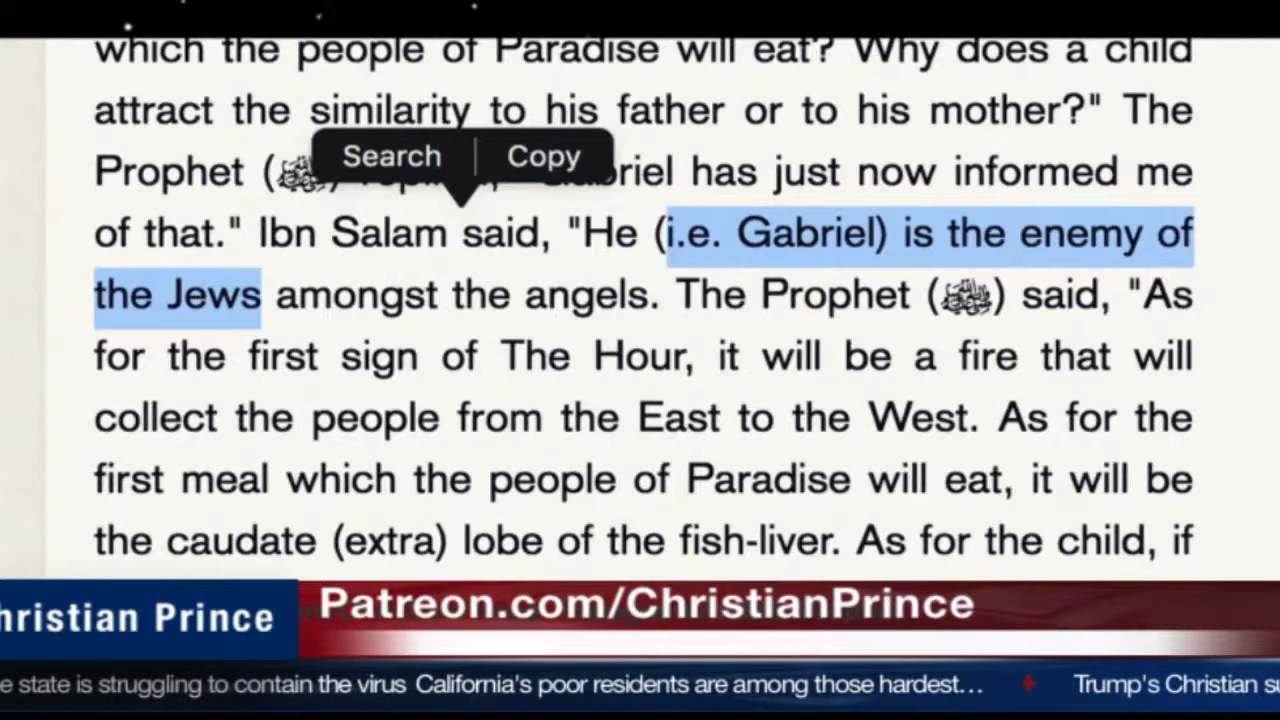 which the people of Paradise will eat? Why does a child
attract the similarity to his father or to his mother?" The
Search Copy
Prophet (ﷺ) "Gabriel has just now informed me
of that." Ibn Salam said, "He (i.e. Gabriel) is the enemy of
the Jews amongst the angels. The Prophet (ﷺ) said, "As
for the first sign of The Hour, it will be a fire that will
collect the people from the East to the West. As for the
first meal which the people of Paradise will eat, it will be
the caudate (extra) lobe of the fish-liver. As for the child, if
hristian Prince
Patreon.com/ChristianPrince
e state is struggling to contain the virus California's poor residents are among those hardest... Trump's Christian su